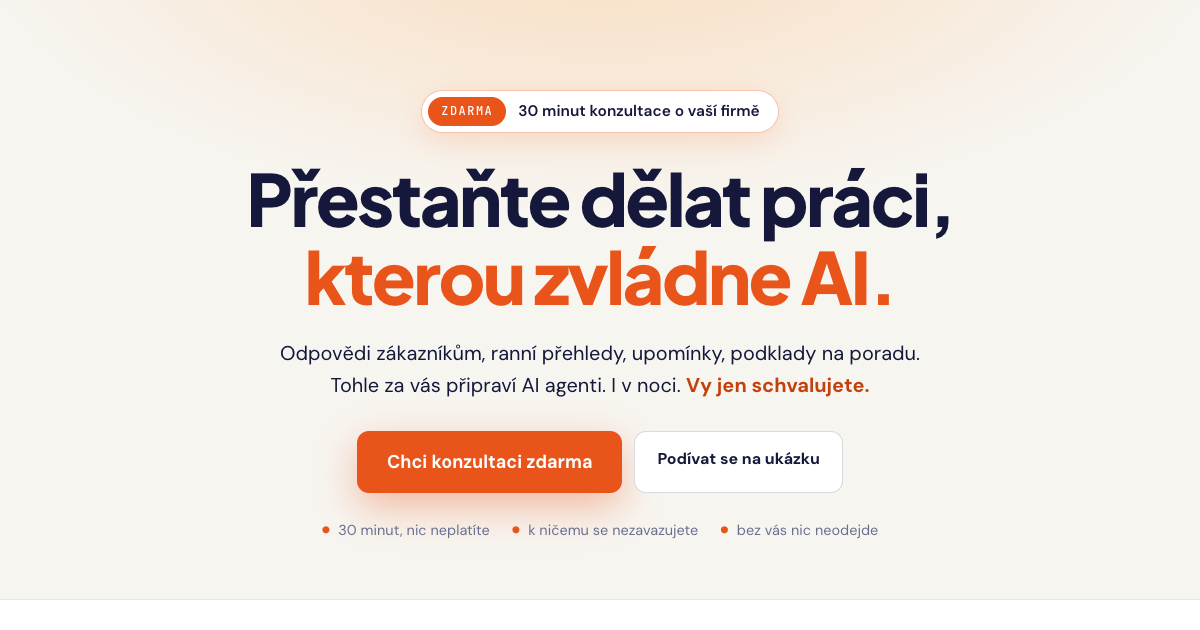 ZDARMA 30 minut konzultace o vaší firmě
Přestaňte dělat práci,
kterou zvládne AI.
Odpovědi zákazníkům, ranní přehledy, upomínky, podklady na poradu.
Tohle za vás připraví AI agenti. I v noci. Vy jen schvalujete.
Chci konzultaci zdarma Podívat se na ukázku
30 minut, nic neplatíte k ničemu se nezavazujete bez vás nic neodejde